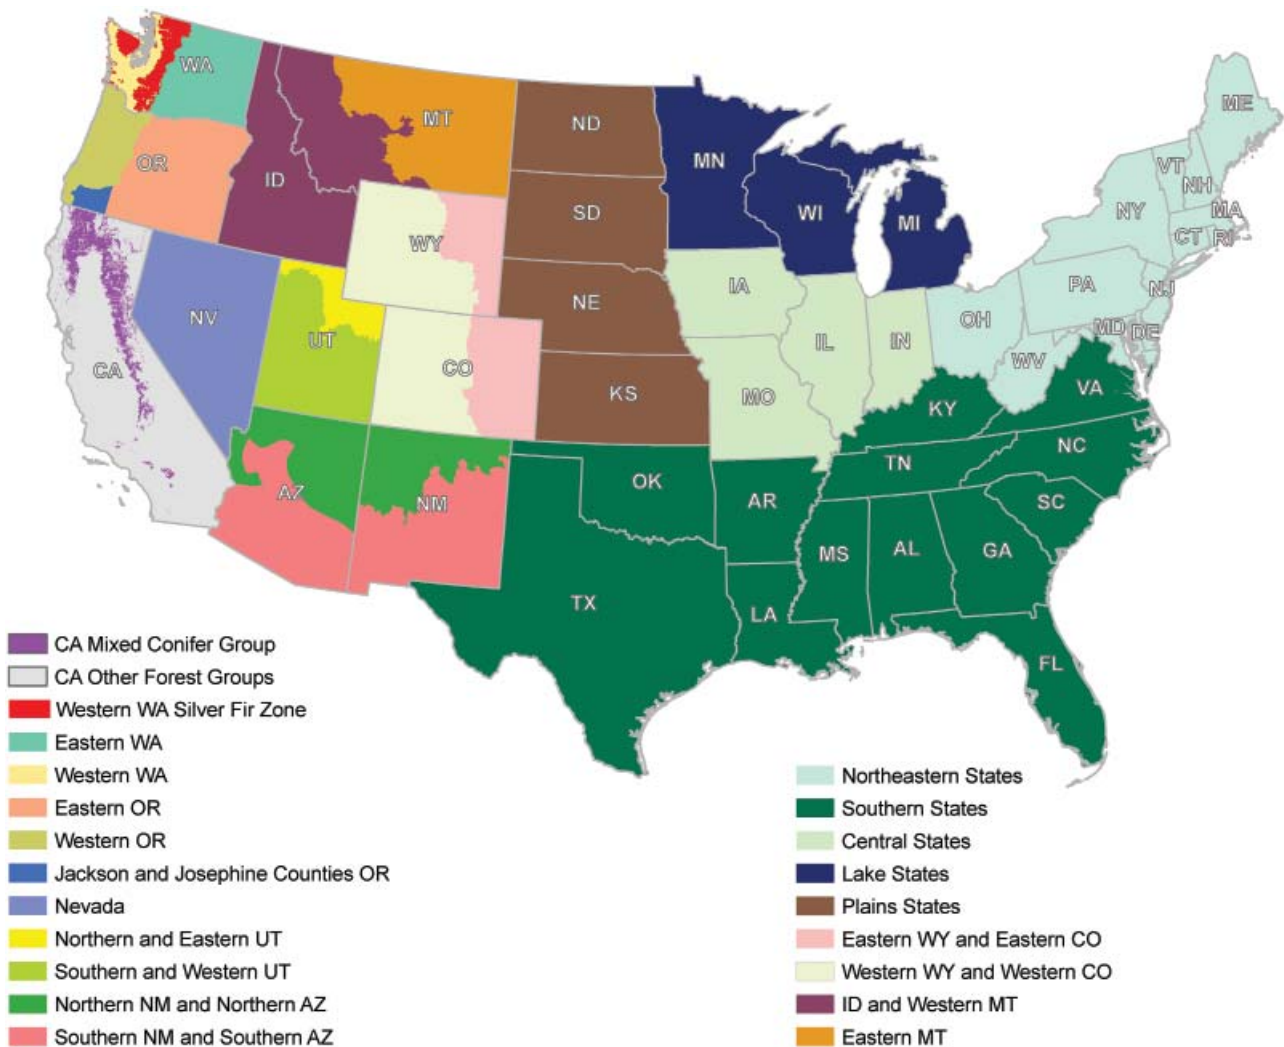 WA
MT
ND
ME
OR
ID
MN
VT
NH
SD
WI
MI
NY
MA
WY
CT
RI
NV
UT
NE
IA
PA
NJ
CA
CO
IL
IN
OH
MD
DE
WV
KS
MO
KY
VA
AZ
NM
OK
TN
NC
AR
SC
MS
AL
GA
TX
LA
FL
CA Mixed Conifer Group
CA Other Forest Groups
Western WA Silver Fir Zone
Eastern WA
Western WA
Eastern OR
Western OR
Jackson and Josephine Counties OR
Nevada
Northern and Eastern UT
Southern and Western UT
Northern NM and Northern AZ
Southern NM and Southern AZ
Northeastern States
Southern States
Central States
Lake States
Plains States
Eastern WY and Eastern CO
Western WY and Western CO
ID and Western MT
Eastern MT